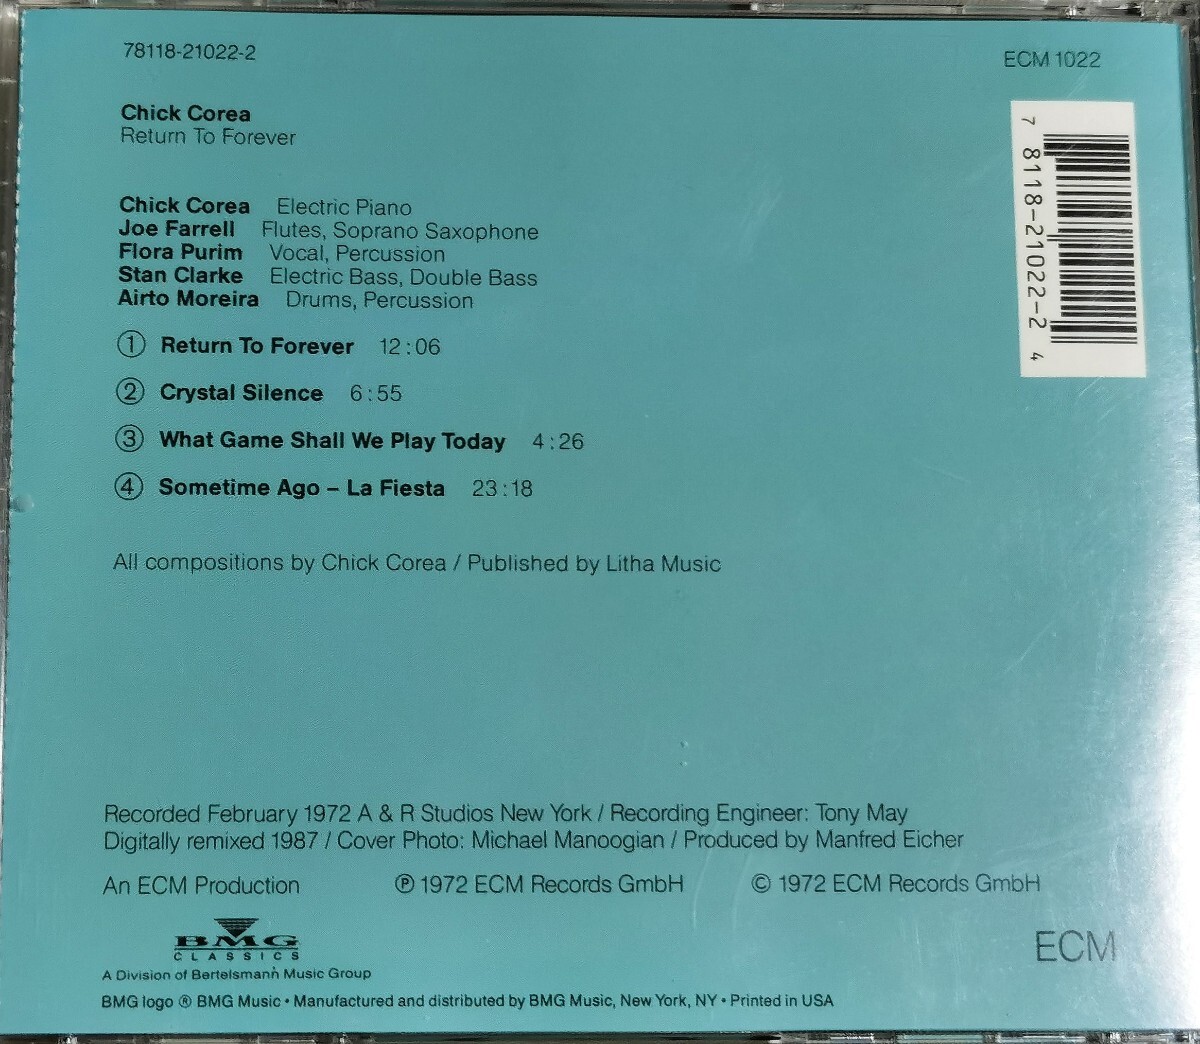 78118-21022-2
ECM 1022
Chick Corea
Return To Forever
7 81118-21022-2 4
Chick Corea Electric Piano
Joe Farrell Flutes, Soprano Saxophone
Flora Purim Vocal, Percussion
Stan Clarke Electric Bass, Double Bass
Airto Moreira Drums, Percussion
① Return To Forever 12:06
② Crystal Silence 6:55
③ What Game Shall We Play Today 4:26
④ Sometime Ago – La Fiesta 23:18
All compositions by Chick Corea / Published by Litha Music
Recorded February 1972 A & R Studios New York / Recording Engineer: Tony May
Digitally remixed 1987 / Cover Photo: Michael Manoogian / Produced by Manfred Eicher
An ECM Production ℗ 1972 ECM Records GmbH © 1972 ECM Records GmbH
BMG
CLASSICS
ECM
A Division of Bertelsmann Music Group
BMG logo ® BMG Music • Manufactured and distributed by BMG Music, New York, NY • Printed in USA